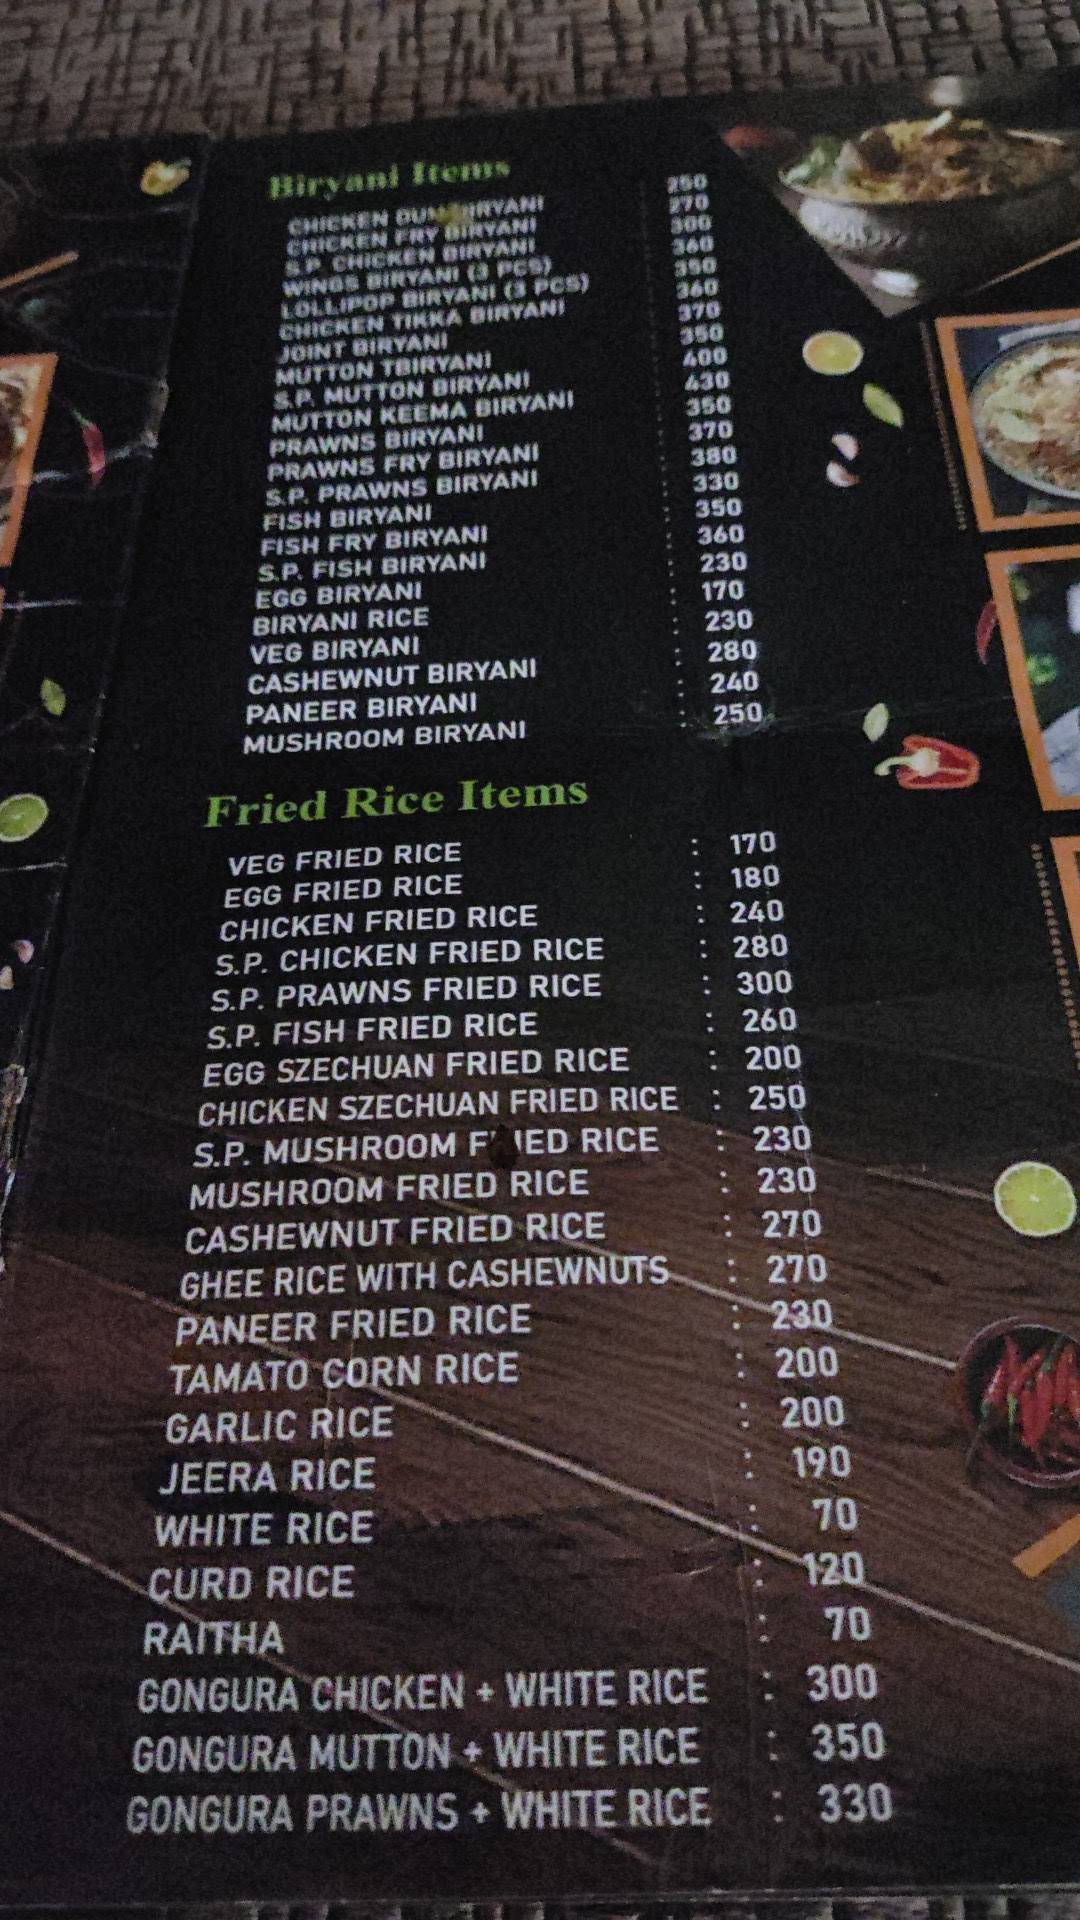 Biryani Items
CHICKEN DUM BIRYANI 250
CHICKEN FRY BIRYANI 270
S.P. CHICKEN BIRYANI 300
WINGS BIRYANI (3 PCS) 360
LOLLIPOP BIRYANI (3 PCS) 350
CHICKEN TIKKA BIRYANI 360
JOINT BIRYANI : 370
MUTTON TBIRYANI : 350
S.P. MUTTON BIRYANI : 400
MUTTON KEEMA BIRYANI : 430
PRAWNS BIRYANI : 350
PRAWNS FRY BIRYANI : 370
S.P. PRAWNS BIRYANI : 380
FISH BIRYANI : 330
FISH FRY BIRYANI : 350
S.P. FISH BIRYANI : 360
EGG BIRYANI : 230
BIRYANI RICE : 170
VEG BIRYANI : 230
CASHEWNUT BIRYANI : 280
PANEER BIRYANI : 240
MUSHROOM BIRYANI : 250
Fried Rice Items
VEG FRIED RICE : 170
EGG FRIED RICE : 180
CHICKEN FRIED RICE : 240
S.P. CHICKEN FRIED RICE : 280
S.P. PRAWNS FRIED RICE : 300
S.P. FISH FRIED RICE : 260
EGG SZECHUAN FRIED RICE : 200
CHICKEN SZECHUAN FRIED RICE : 250
S.P. MUSHROOM FRIED RICE : 230
MUSHROOM FRIED RICE : 230
CASHEWNUT FRIED RICE : 270
GHEE RICE WITH CASHEWNUTS : 270
PANEER FRIED RICE : 230
TAMATO CORN RICE : 200
GARLIC RICE : 200
JEERA RICE : 190
WHITE RICE : 70
CURD RICE : 120
RAITHA : 70
GONGURA CHICKEN + WHITE RICE : 300
GONGURA MUTTON + WHITE RICE : 350
GONGURA PRAWNS + WHITE RICE : 330